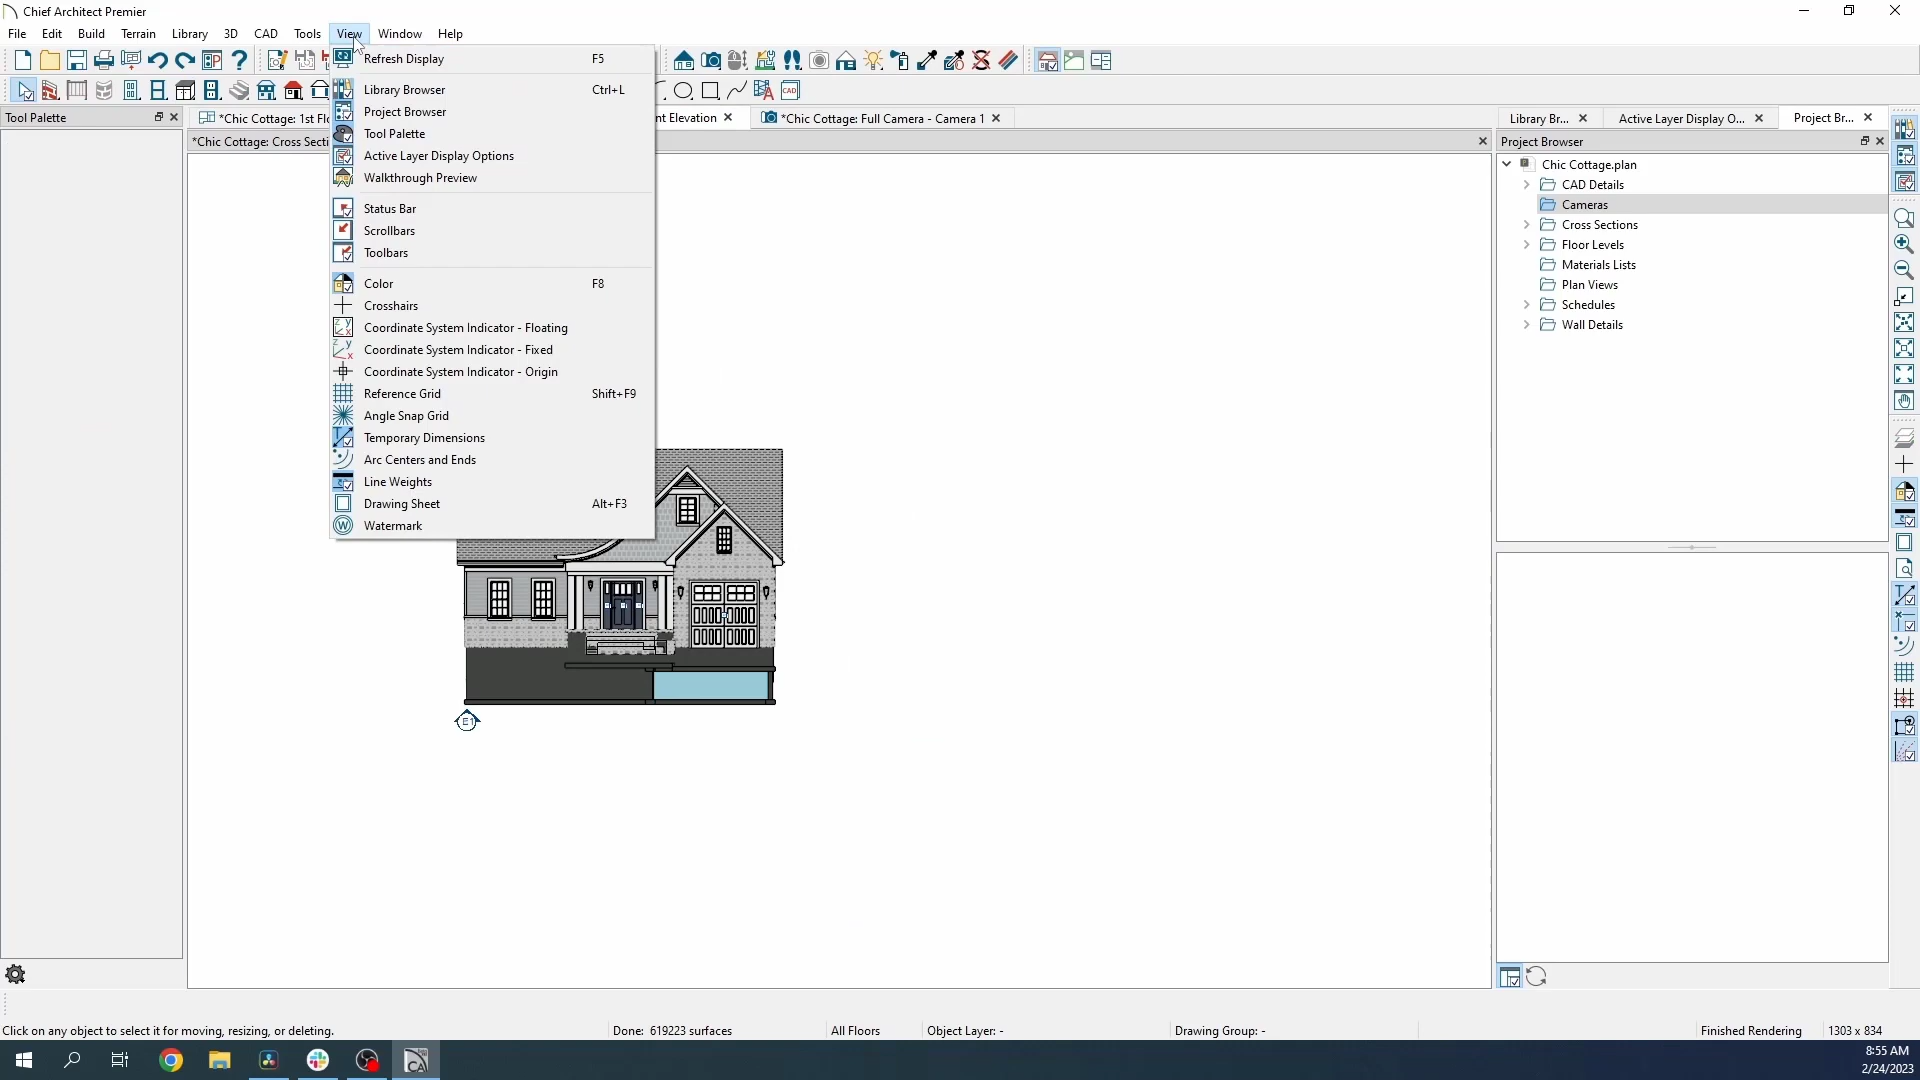 Chief Architect Premier
File Edit Build Terrain Library 3D CAD Tools View Window Help
Refresh Display F5
Library Browser Ctrl+L
Project Browser
Tool Palette
Active Layer Display Options
Walkthrough Preview
Status Bar
Scrollbars
Toolbars
Color F8
Crosshairs
Coordinate System Indicator - Floating
Coordinate System Indicator - Fixed
Coordinate System Indicator - Origin
Reference Grid Shift+F9
Angle Snap Grid
Temporary Dimensions
Arc Centers and Ends
Line Weights
Drawing Sheet Alt+F3
Watermark
Tool Palette
*Chic Cottage: 1st Fl
nt Elevation
*Chic Cottage: Full Camera - Camera 1
*Chic Cottage: Cross Secti
E1
Library Br... Active Layer Display O... Project Br...
Project Browser
Chic Cottage.plan
CAD Details
Cameras
Cross Sections
Floor Levels
Materials Lists
Plan Views
Schedules
Wall Details
Click on any object to select it for moving, resizing, or deleting.
Done: 619223 surfaces
All Floors
Object Layer: -
Drawing Group: -
Finished Rendering
1303 x 834
8:55 AM
2/24/2023